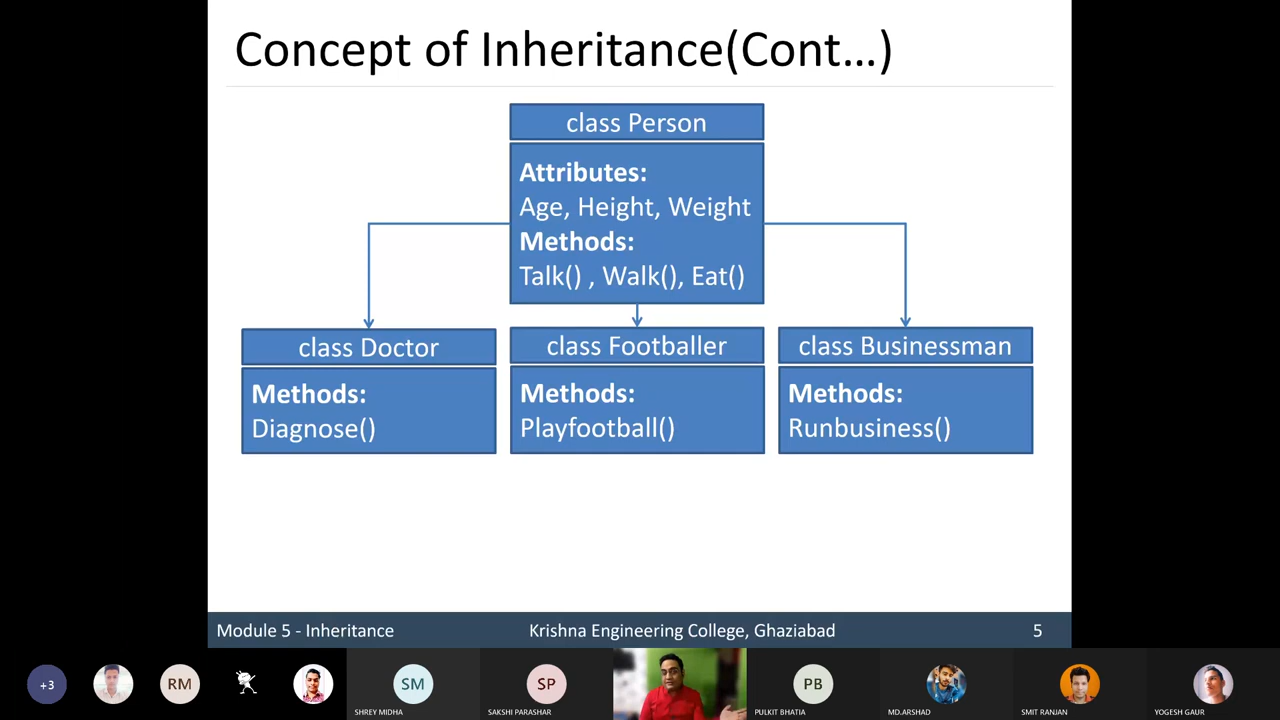 Concept of Inheritance(Cont…)
class Person
Attributes:
Age, Height, Weight
Methods:
Talk() , Walk(), Eat()
class Doctor
Methods:
Diagnose()
class Footballer
Methods:
Playfootball()
class Businessman
Methods:
Runbusiness()
Module 5 - Inheritance
Krishna Engineering College, Ghaziabad
5
+3
RM
SM
SHREY MIDHA
SP
SAKSHI PARASHAR
PB
PULKIT BHATIA
MD.ARSHAD
SMIT RANJAN
YOGESH GAUR